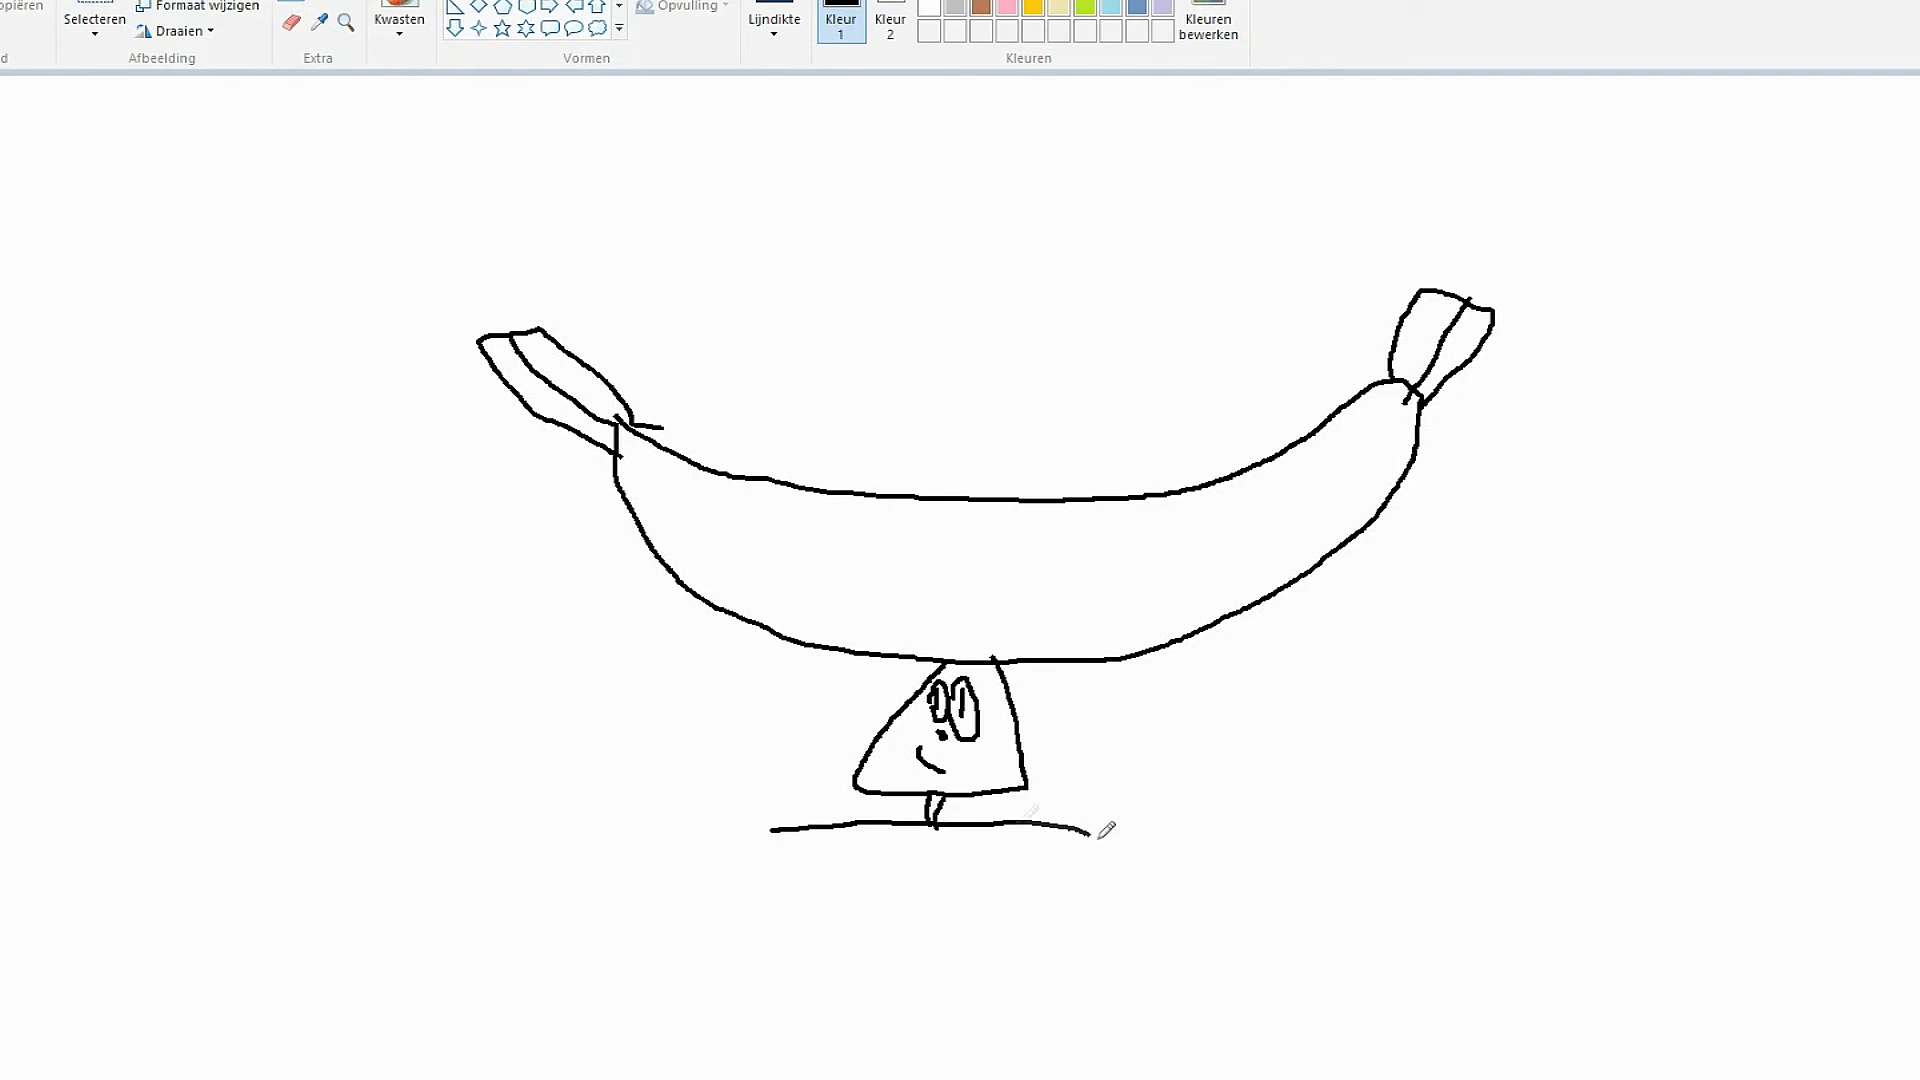 opiëren
Formaat wijzigen
Opvulling
Selecteren
Draaien
Kwasten
Lijndikte
Kleur
1
Kleur
2
Kleuren
bewerken
d
Afbeelding
Extra
Vormen
Kleuren